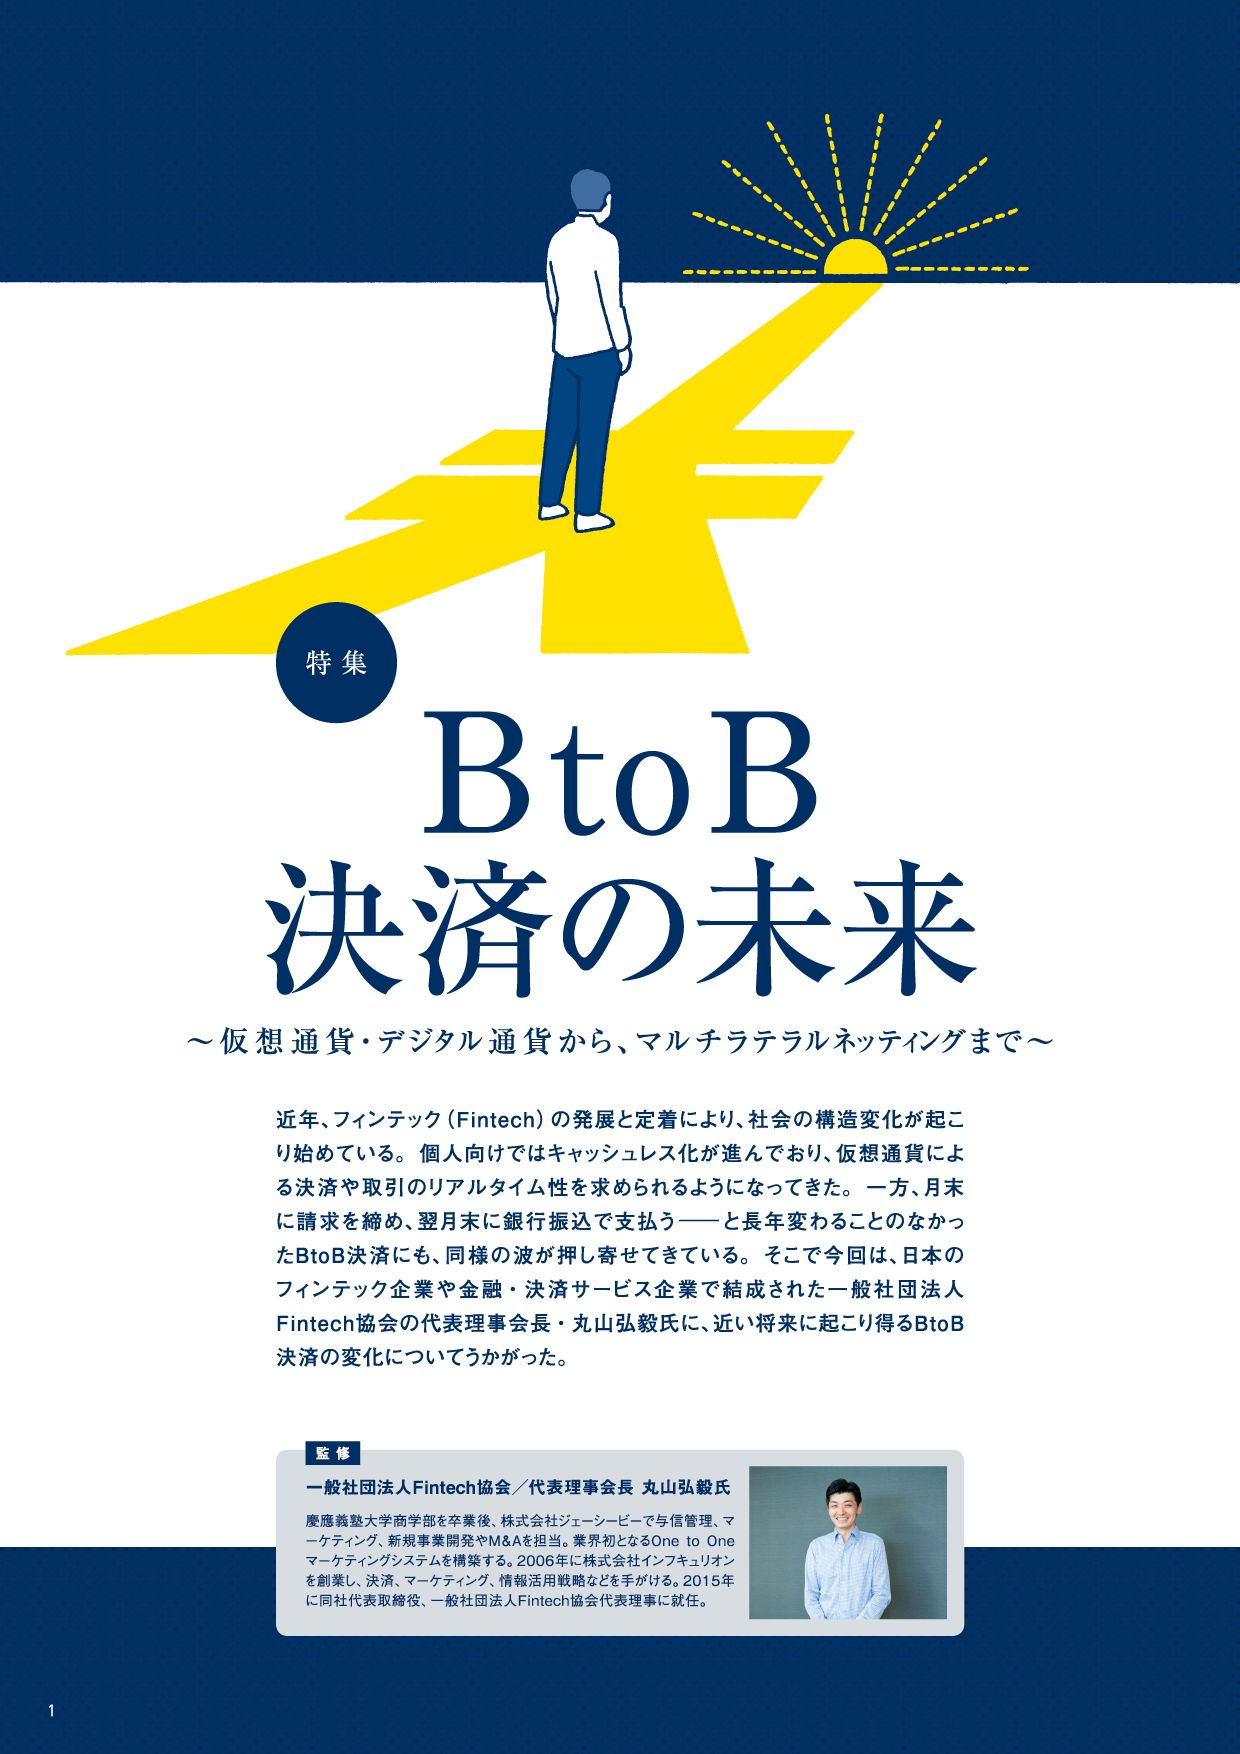 特集
BtoB
決済の未来
～仮想通貨・デジタル通貨から、マルチラテラルネッティングまで～
近年、フィンテック（Fintech）の発展と定着により、社会の構造変化が起こ
り始めている。個人向けではキャッシュレス化が進んでおり、仮想通貨によ
る決済や取引のリアルタイム性を求められるようになってきた。一方、月末
に請求を締め、翌月末に銀行振込で支払う──と長年変わることのなかっ
たBtoB決済にも、同様の波が押し寄せてきている。そこで今回は、日本の
フィンテック企業や金融・決済サービス企業で結成された一般社団法人
Fintech協会の代表理事会長・丸山弘毅氏に、近い将来に起こり得るBtoB
決済の変化についてうかがった。
監修
一般社団法人Fintech協会／代表理事会長 丸山弘毅氏
慶應義塾大学商学部を卒業後、株式会社ジェーシービーで与信管理、マ
ーケティング、新規事業開発やM&Aを担当。業界初となるOne to One
マーケティングシステムを構築する。2006年に株式会社インフキュリオン
を創業し、決済、マーケティング、情報活用戦略などを手がける。2015年
に同社代表取締役、一般社団法人Fintech協会代表理事に就任。
1